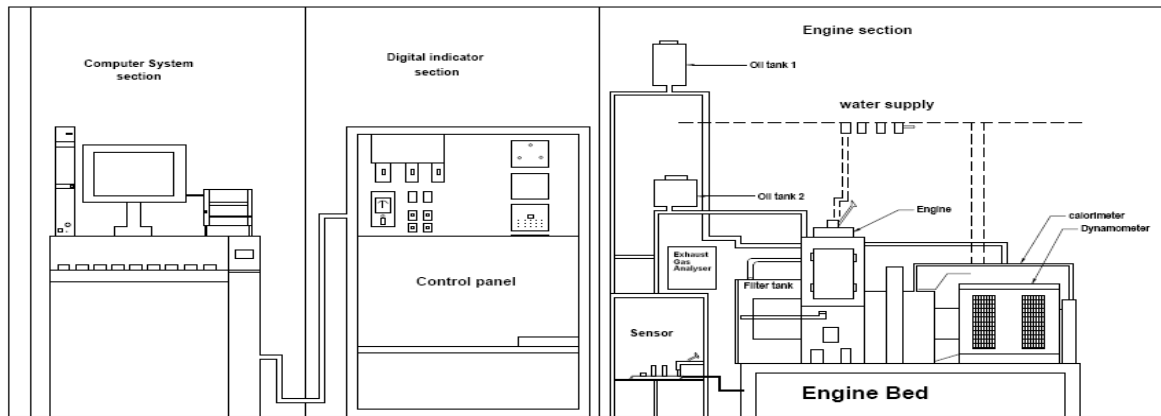 Computer System
section
Digital indicator
section
Engine section
Oil tank 1
water supply
Oil tank 2
Engine
calorimeter
Dynamometer
Exhaust
Gas
Analyser
Control panel
Filter tank
Sensor
Engine Bed